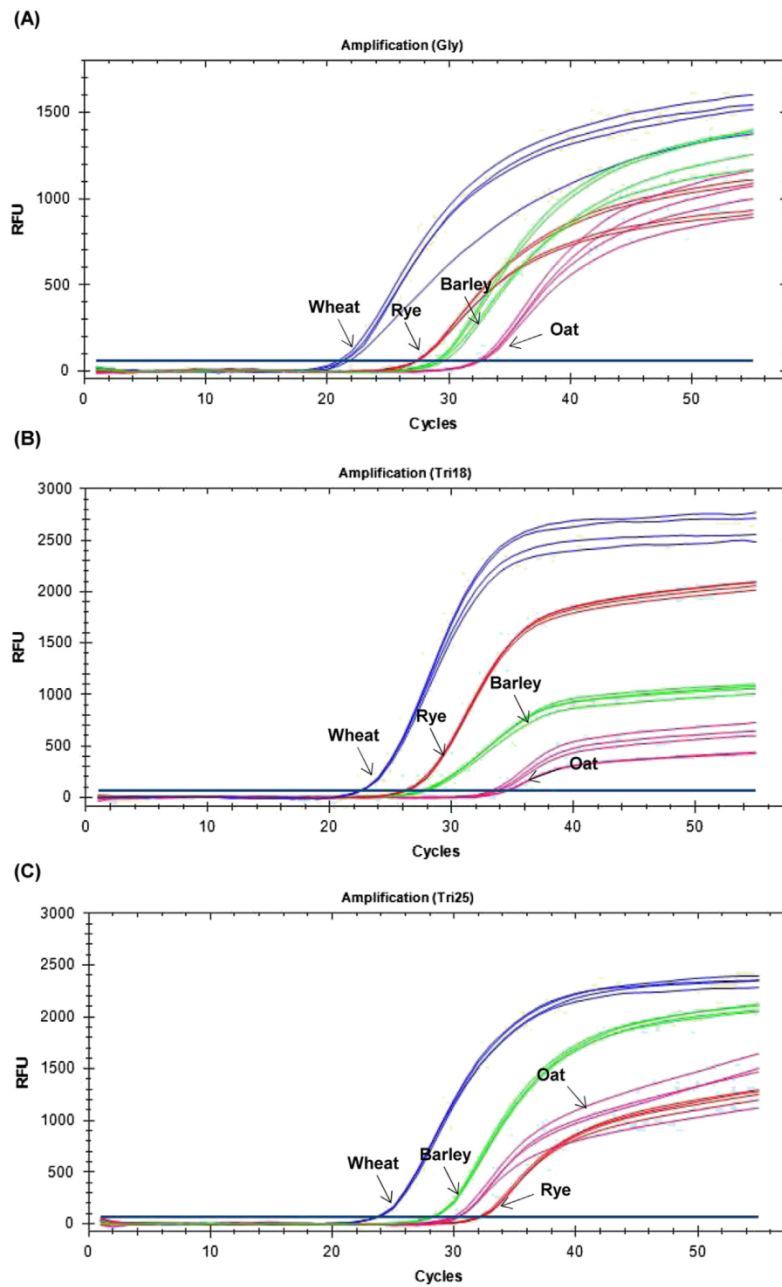 (A)
Amplification (Gly)
1500
1000
500
0
RFU
Wheat
Rye
Barley
Oat
0 10 20 30 40 50
Cycles
(B)
Amplification (Tri18)
3000
2500
2000
1500
1000
500
0
RFU
Wheat
Rye
Barley
Oat
0 10 20 30 40 50
Cycles
(C)
Amplification (Tri25)
3000
2500
2000
1500
1000
500
0
RFU
Wheat
Barley
Oat
Rye
0 10 20 30 40 50
Cycles